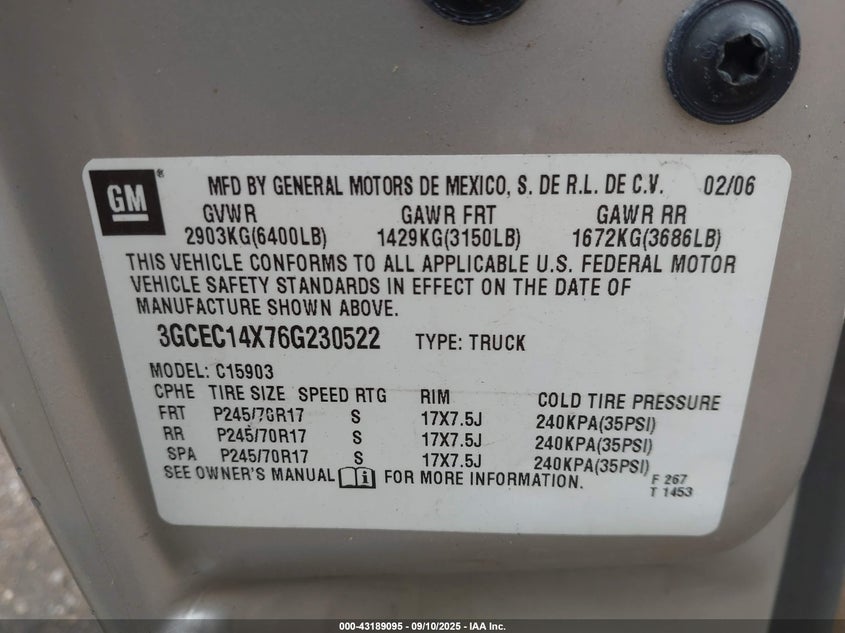 GM ® MFD BY GENERAL MOTORS DE MEXICO, S. DE R.L. DE C.V. 02/06
GVWR GAWR FRT GAWR RR
2903KG(6400LB) 1429KG(3150LB) 1672KG(3686LB)
THIS VEHICLE CONFORMS TO ALL APPLICABLE U.S. FEDERAL MOTOR
VEHICLE SAFETY STANDARDS IN EFFECT ON THE DATE OF
MANUFACTURE SHOWN ABOVE.
3GCEC14X76G230522 TYPE: TRUCK
MODEL: C15903
CPHE TIRE SIZE SPEED RTG RIM COLD TIRE PRESSURE
FRT P245/70R17 S 17X7.5J 240KPA(35PSI)
RR P245/70R17 S 17X7.5J 240KPA(35PSI)
SPA P245/70R17 S 17X7.5J 240KPA(35PSI)
SEE OWNER'S MANUAL i FOR MORE INFORMATION. F 267
T 1453
000-43189095 - 09/10/2025 - IAA Inc.